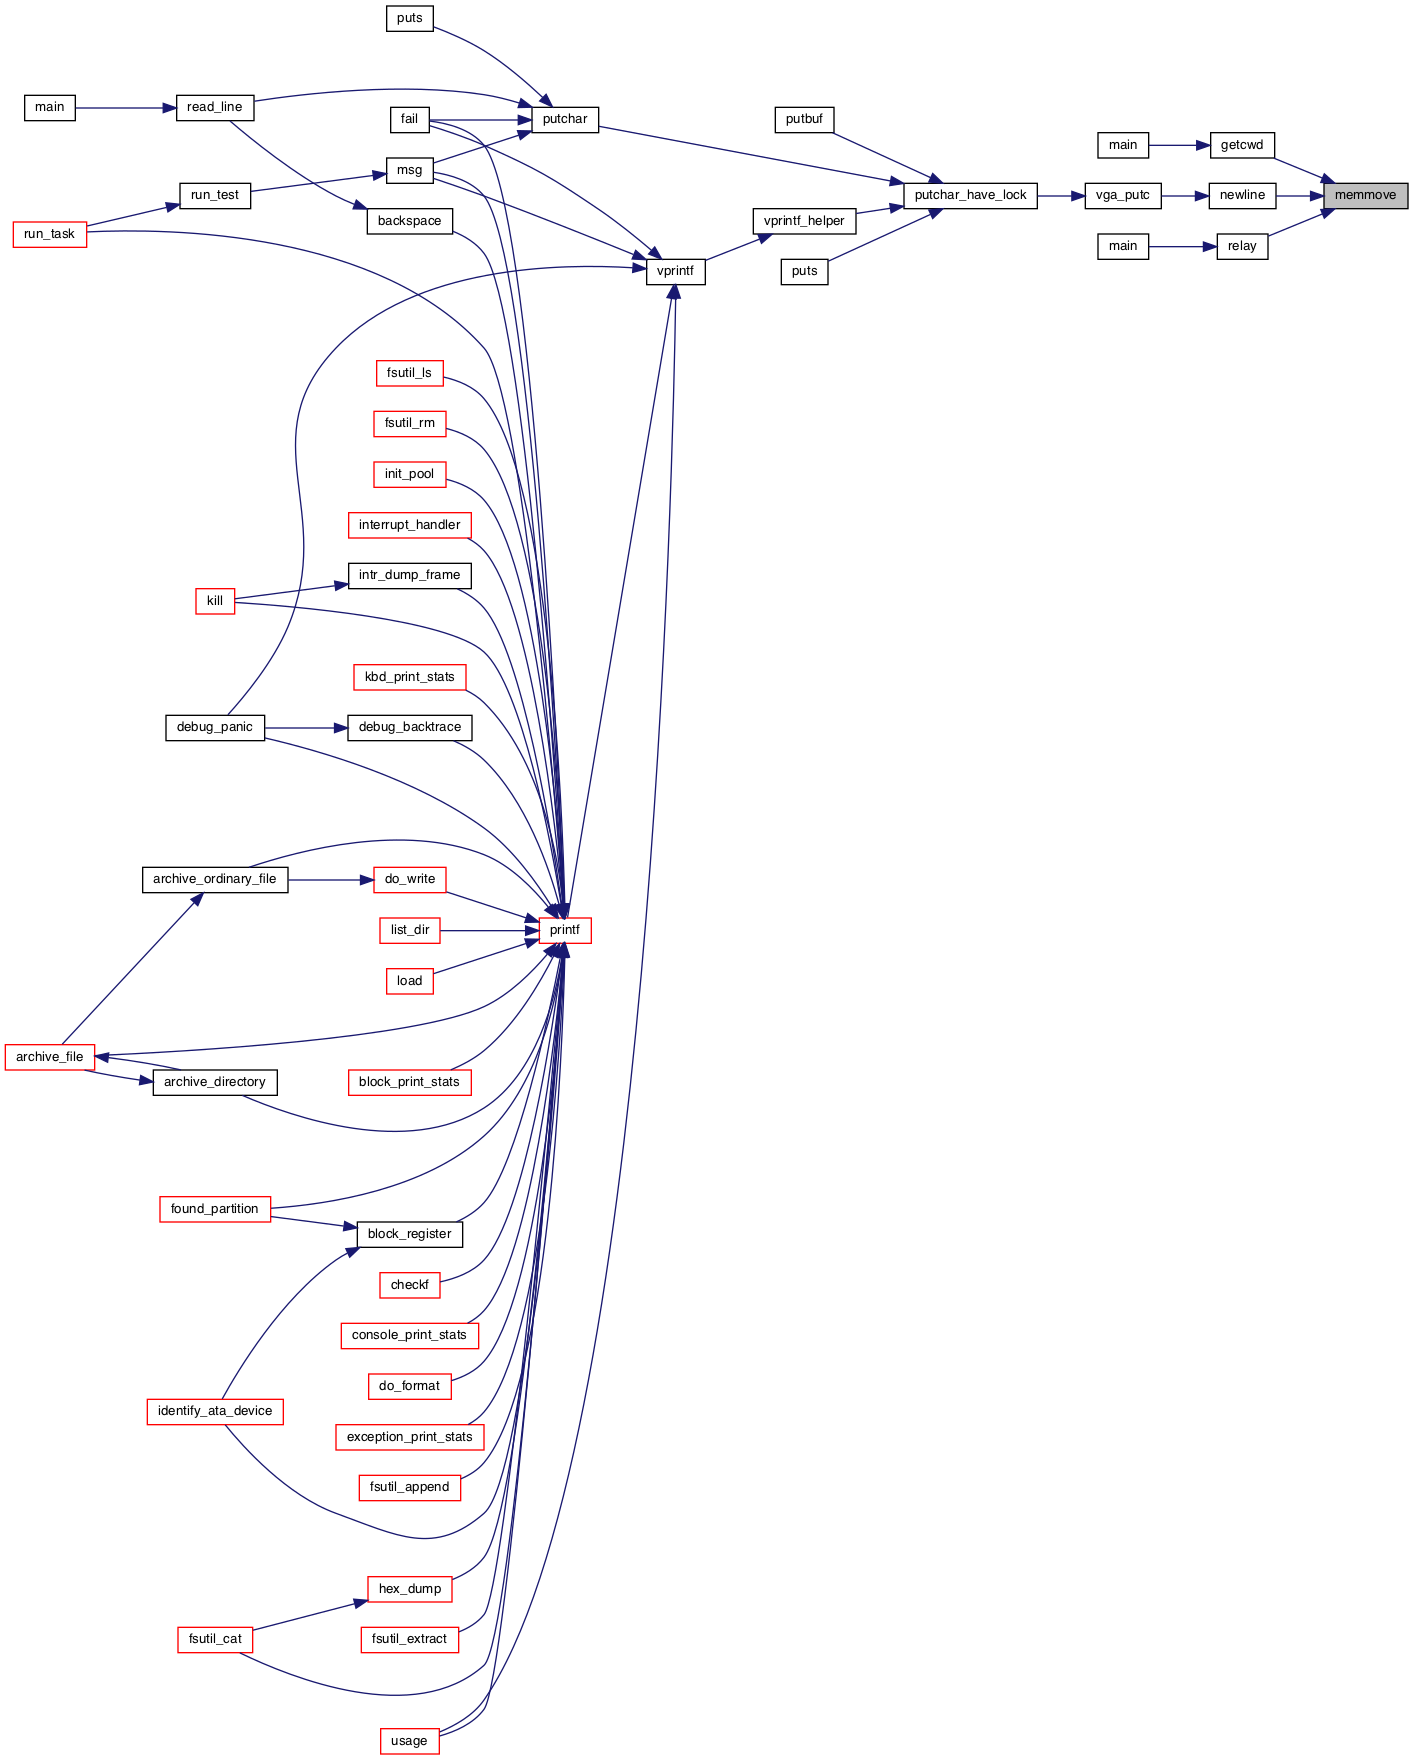 puts
main
read_line
fail
putchar
putbuf
main
getcwd
msg
run_test
backspace
putchar_have_lock
vga_putc
newline
memmove
run_task
vprintf_helper
main
relay
vprintf
puts
fsutil_ls
fsutil_rm
init_pool
interrupt_handler
intr_dump_frame
kill
kbd_print_stats
debug_panic
debug_backtrace
archive_ordinary_file
do_write
list_dir
printf
load
archive_file
archive_directory
block_print_stats
found_partition
block_register
checkf
console_print_stats
do_format
identify_ata_device
exception_print_stats
fsutil_append
hex_dump
fsutil_cat
fsutil_extract
usage